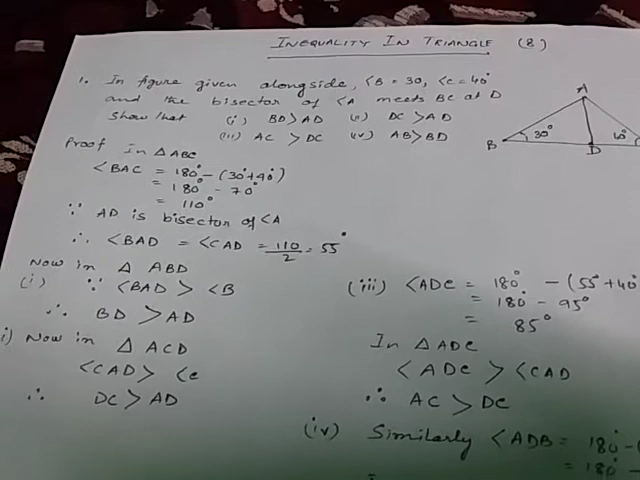 INEQUALITY IN TRIANGLE (8)
1. In figure given alongside, <B = 30, <C = 40°
and the bisector of <A meets BC at D
Show that (i) BD > AD (ii) DC > AD
(iii) AC > DC (iv) AB > BD
A
30°
B
D
Proof In △ ABC
<BAC = 180° - (30°+40°)
= 180° - 70°
= 110°
∵ AD is bisector of <A
∴ <BAD = <CAD = 110/2 = 55°
Now in △ ABD
(i) ∵ <BAD > <B
∴ BD > AD
i) Now in △ ACD
<CAD > <C
∴ DC > AD
(iii) <ADC = 180° - (55°+40°
= 180° - 95°
= 85°
In △ ADC
<ADC > <CAD
∴ AC > DC
(iv) Similarly <ADB = 180° - (
= 180 -